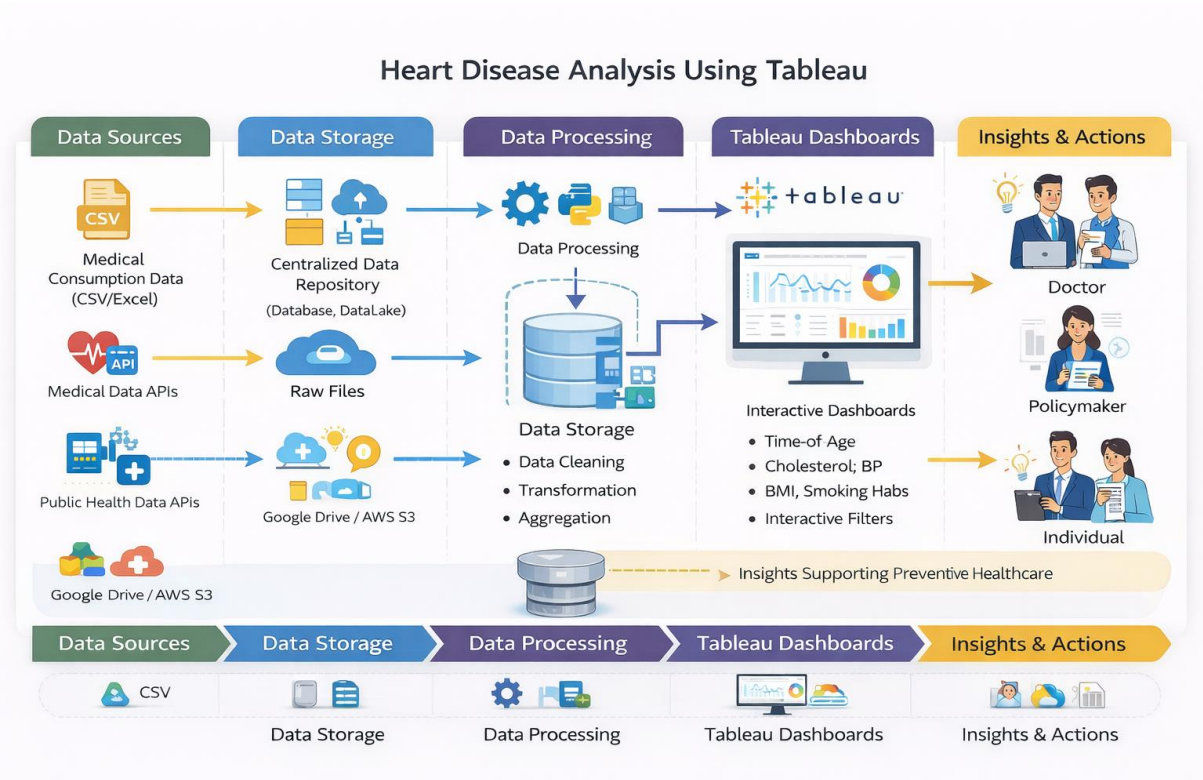 Heart Disease Analysis Using Tableau
Data Sources
Data Storage
Data Processing
Tableau Dashboards
Insights & Actions
CSV
Medical
Consumption Data
(CSV/Excel)
API
Medical Data APIs
Public Health Data APIs
Google Drive / AWS S3
Centralized Data
Repository
(Database, DataLake)
Raw Files
Google Drive / AWS S3
Data Processing
Data Storage
• Data Cleaning
• Transformation
• Aggregation
tableau
Interactive Dashboards
• Time-of Age
• Cholesterol; BP
• BMI, Smoking Habs
• Interactive Filters
Doctor
Policymaker
Individual
Insights Supporting Preventive Healthcare
Data Sources
Data Storage
Data Processing
Tableau Dashboards
Insights & Actions
CSV
Data Storage
Data Processing
Tableau Dashboards
Insights & Actions